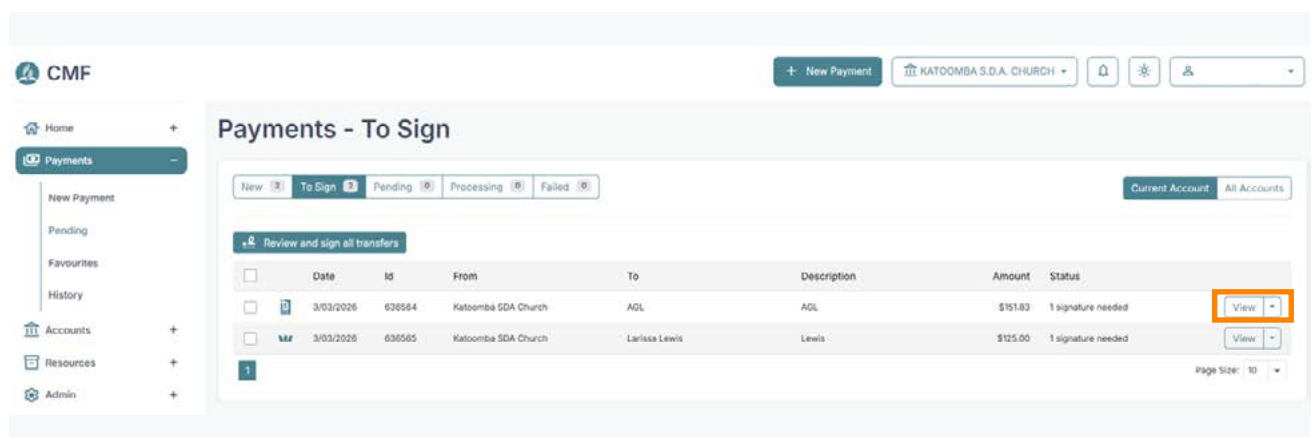 CMF
+ New Payment
KATOOMBA S.D.A. CHURCH
Home +
Payments -
New Payment
Pending
Favourites
History
Accounts +
Resources +
Admin +
Payments - To Sign
New To Sign Pending 0 Processing 0 Failed 0
Current Account All Accounts
Review and sign all transfers
Date Id From To Description Amount Status
3/03/2026 636564 Katoomba SDA Church AGL AGL $151.83 1 signature needed View
3/03/2026 636565 Katoomba SDA Church Larissa Lewis Lewis $125.00 1 signature needed View
1
Page Size: 10